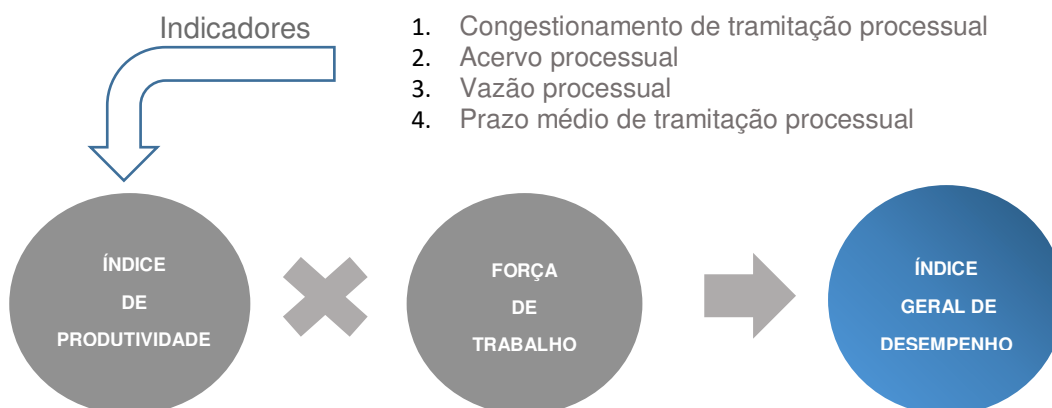 Indicadores
1. Congestionamento de tramitação processual
2. Acervo processual
3. Vazão processual
4. Prazo médio de tramitação processual
ÍNDICE
DE
PRODUTIVIDADE
FORÇA
DE
TRABALHO
ÍNDICE
GERAL DE
DESEMPENHO